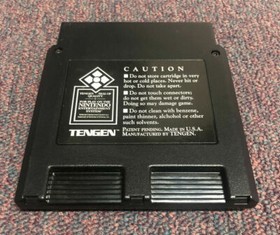 CAUTION
■ Do not store cartridge in very
hot or cold places. Never hit or
drop. Do not take apart.
■ Do not touch connectors;
do not get them wet or dirty.
Doing so may damage game.
■ Do not clean with benzene,
paint thinner, alchohol or other
such solvents.
NINTENDO
TENGEN
PATENT PENDING. MADE IN U.S.A.
MANUFACTURED BY TENGEN.